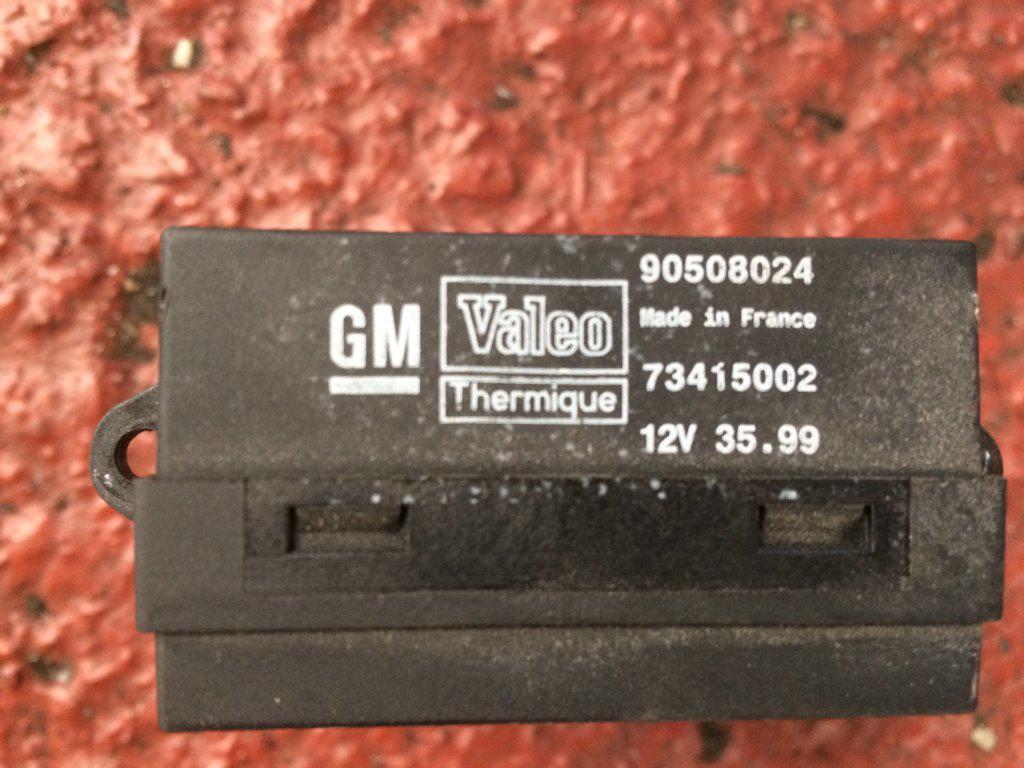 GM
Valeo
Thermique
90508024
Made in France
73415002
12V 35.99